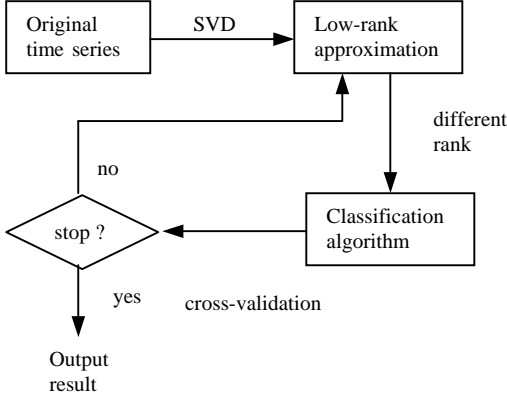 Original
time series
SVD
Low-rank
approximation
different
rank
no
Classification
algorithm
stop ?
yes
cross-validation
Output
result